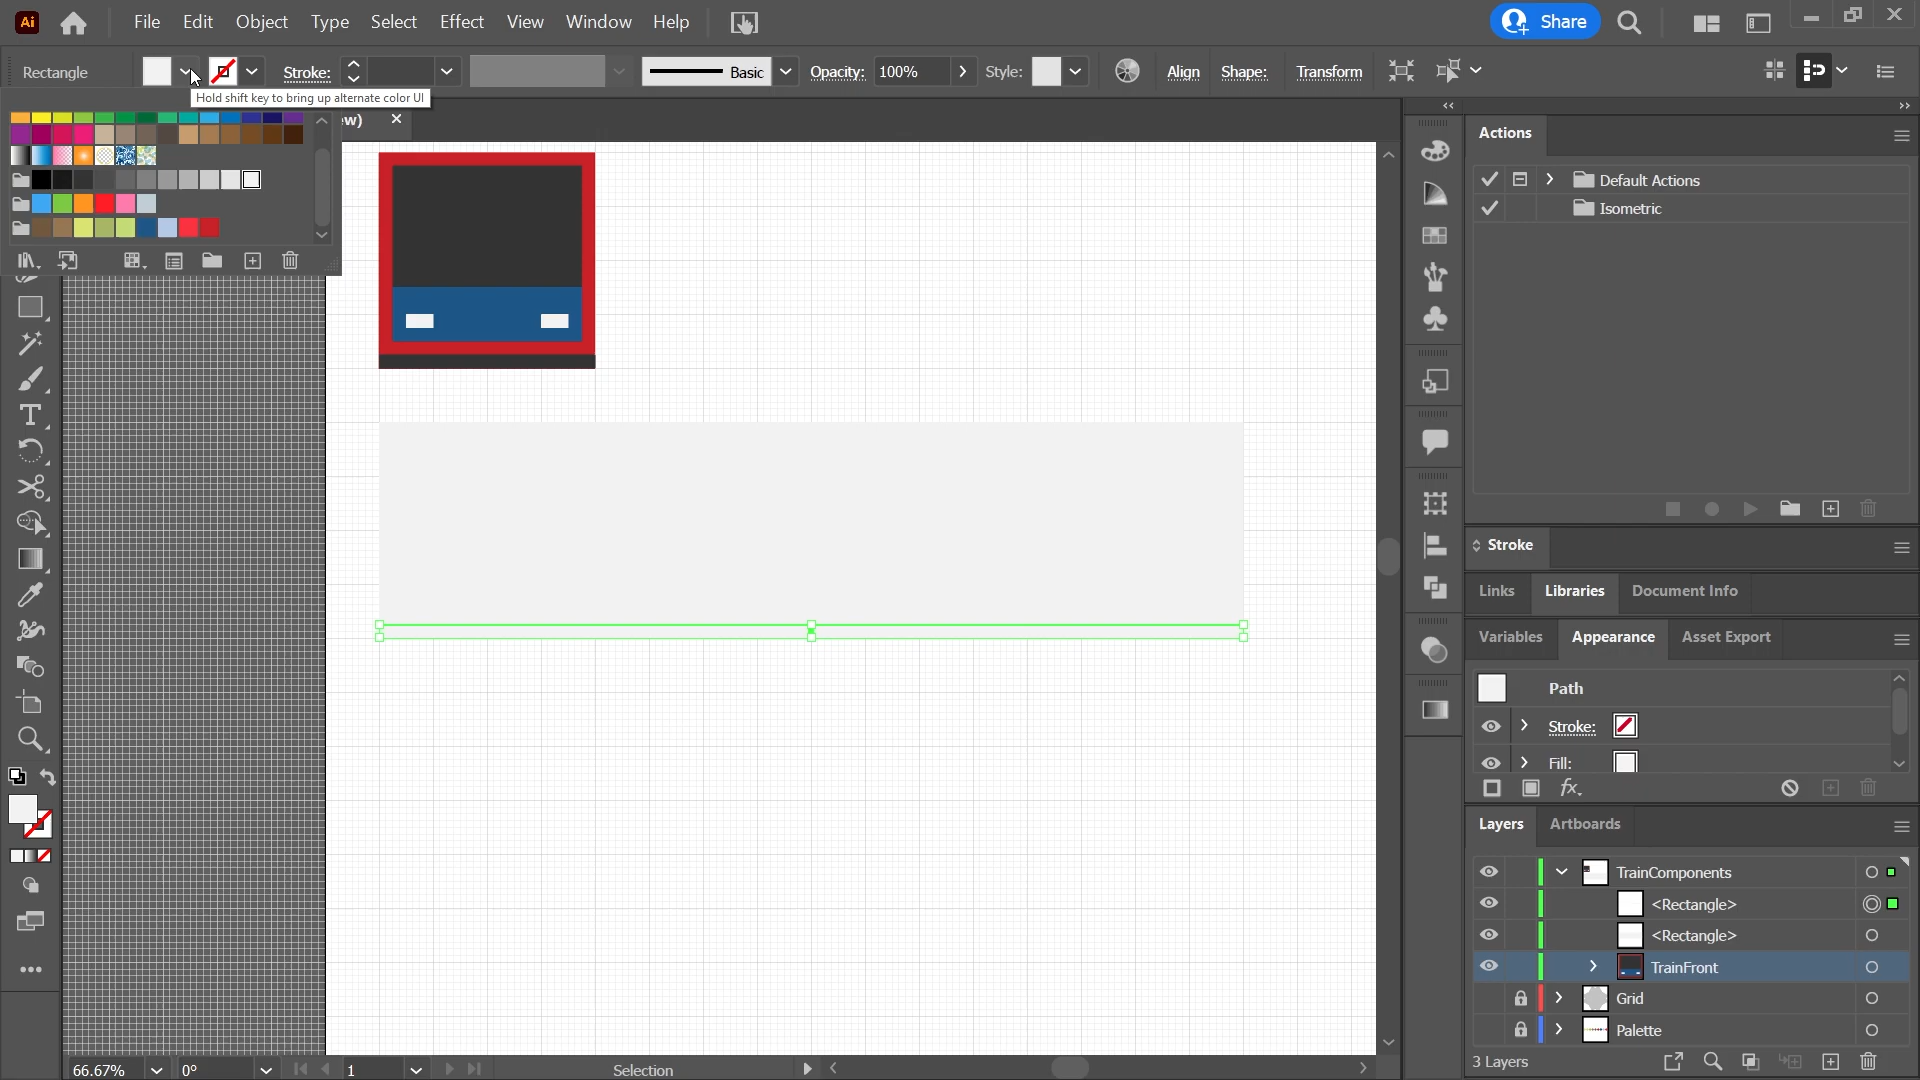 Ai File Edit Object Type Select Effect View Window Help Share
Rectangle Stroke: Basic Opacity: 100% Style: Align Shape: Transform
Hold shift key to bring up alternate color UI
ew)
Actions
Default Actions
Isometric
Stroke
Links Libraries Document Info
Variables Appearance Asset Export
Path
Stroke:
Fill:
fx.
Layers Artboards
TrainComponents
<Rectangle>
<Rectangle>
TrainFront
Grid
Palette
3 Layers
66.67% 0° 1 Selection